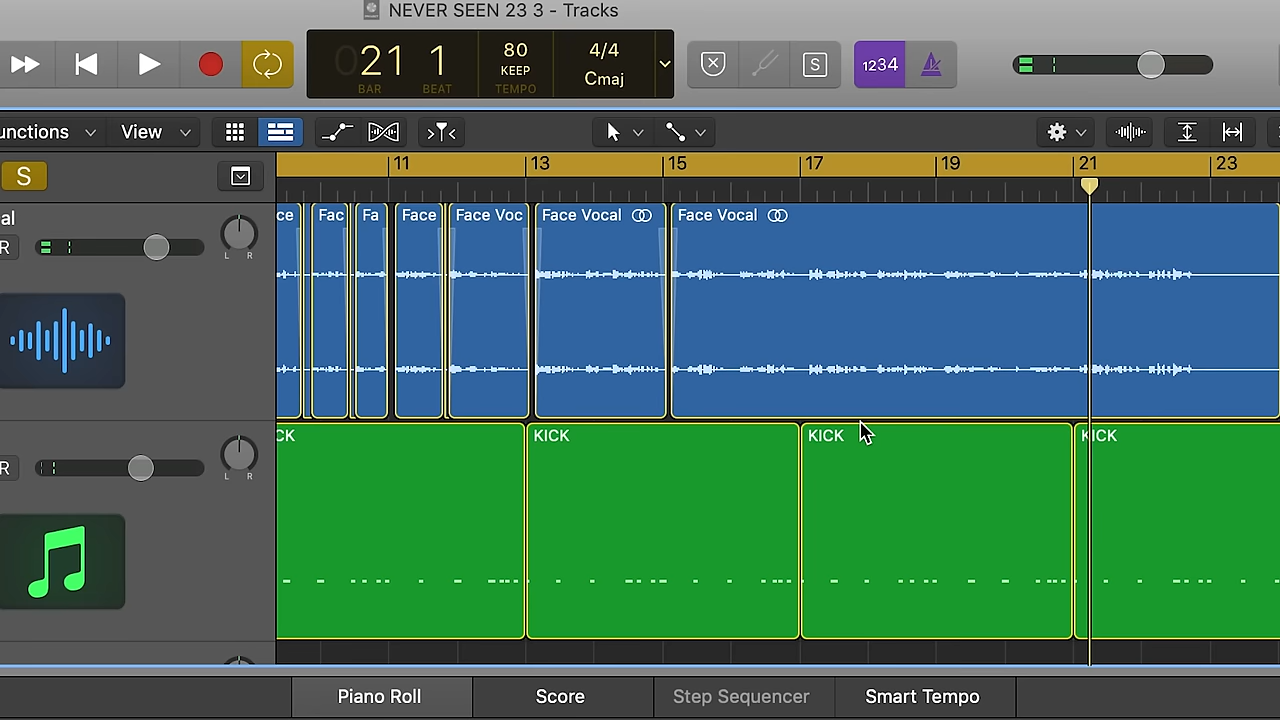 NEVER SEEN 23 3 - Tracks
21 1 80 4/4
KEEP Cmaj
BAR BEAT TEMPO
S 1234
unctions View
11 13 15 17 19 21 23
S
al
ce Fac Fa Face Face Voc Face Vocal Face Vocal
R
L R
CK KICK KICK KICK
R
L R
Piano Roll Score Step Sequencer Smart Tempo